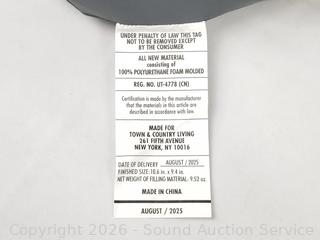 UNDER PENALTY OF LAW THIS TAG
NOT TO BE REMOVED EXCEPT
BY THE CONSUMER
ALL NEW MATERIAL
consisting of
100% POLYURETHANE FOAM MOLDED
REG. NO. UT-4778 (CN)
Certification is made by the manufacturer
that the materials in this article are
described in accordance with law.
MADE FOR
TOWN & COUNTRY LIVING
261 FIFTH AVENUE
NEW YORK, NY 10016
DATE OF DELIVERY AUGUST / 2025
FINISHED SIZE: 10.6 in. x 9.4 in.
NET WEIGHT OF FILLING MATERIAL: 9.52 oz.
MADE IN CHINA
AUGUST / 2025
Copyright © 2026 - Sound Auction Service